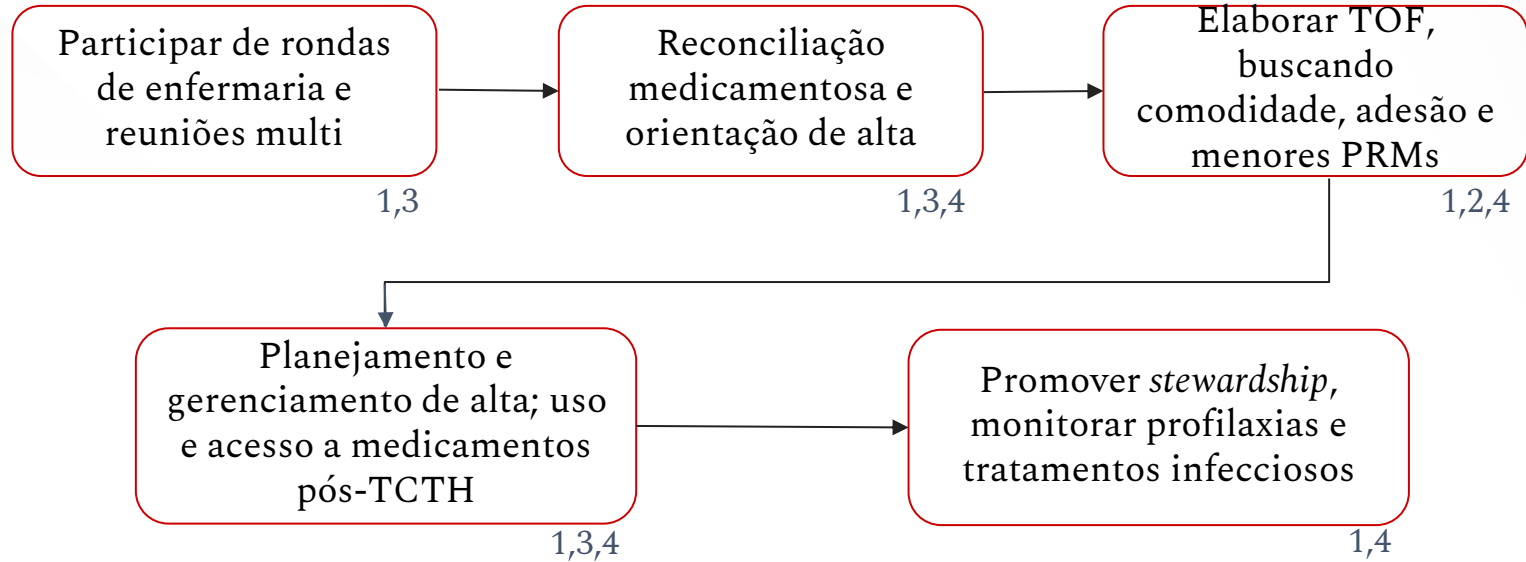 Participar de rondas
de enfermaria e
reuniões multi
1,3
Reconciliação
medicamentosa e
orientação de alta
1,3,4
Elaborar TOF,
buscando
comodidade, adesão e
menores PRMs
1,2,4
Planejamento e
gerenciamento de alta; uso
e acesso a medicamentos
pós-TCTH
1,3,4
Promover stewardship,
monitorar profilaxias e
tratamentos infecciosos
1,4